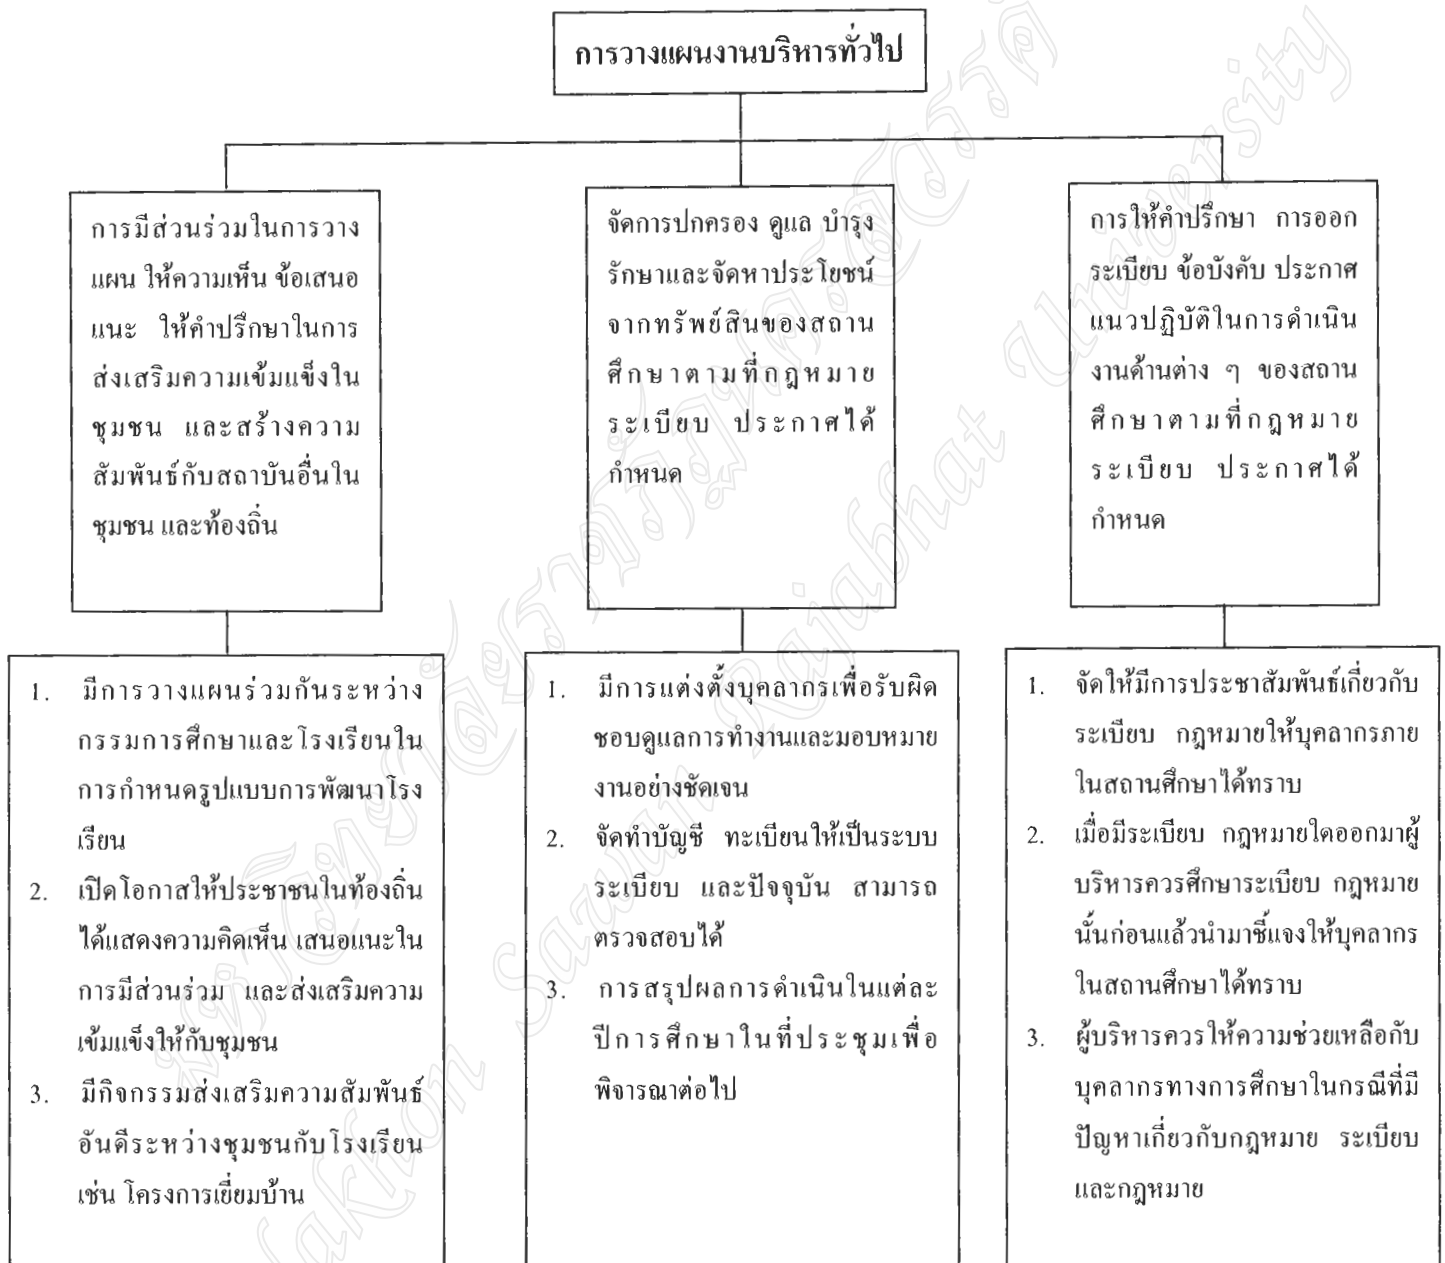 การวางแผนงานบริหารทั่วไป
การมีส่วนร่วมในการวาง
แผน ให้ความเห็น ข้อเสนอ
แนะ ให้คำปรึกษาในการ
ส่งเสริมความเข้มแข็งใน
ชุมชน และสร้างความ
สัมพันธ์กับสถาบันอื่นใน
ชุมชน และท้องถิ่น
จัดการปกครอง ดูแล บำรุง
รักษาและจัดหาประโยชน์
จากทรัพย์สินของสถาน
ศึกษาตามที่กฎหมาย
ระเบียบ ประกาศได้
กำหนด
การให้คำปรึกษา การออก
ระเบียบ ข้อบังคับ ประกาศ
แนวปฏิบัติในการดำเนิน
งานด้านต่าง ๆ ของสถาน
ศึกษาตามที่กฎหมาย
ระเบียบ ประกาศได้
กำหนด
1. มีการวางแผนร่วมกันระหว่าง
กรรมการศึกษาและโรงเรียนใน
การกำหนดรูปแบบการพัฒนาโรง
เรียน
2. เปิดโอกาสให้ประชาชนในท้องถิ่น
ได้แสดงความคิดเห็น เสนอแนะใน
การมีส่วนร่วม และส่งเสริมความ
เข้มแข็งให้กับชุมชน
3. มีกิจกรรมส่งเสริมความสัมพันธ์
อันดีระหว่างชุมชนกับโรงเรียน
เช่น โครงการเยี่ยมบ้าน
1. มีการแต่งตั้งบุคลากรเพื่อรับผิด
ชอบดูแลการทำงานและมอบหมาย
งานอย่างชัดเจน
2. จัดทำบัญชี ทะเบียนให้เป็นระบบ
ระเบียบ และปัจจุบัน สามารถ
ตรวจสอบได้
3. การสรุปผลการดำเนินในแต่ละ
ปีการศึกษาในที่ประชุมเพื่อ
พิจารณาต่อไป
1. จัดให้มีการประชาสัมพันธ์เกี่ยวกับ
ระเบียบ กฎหมายให้บุคลากรภาย
ในสถานศึกษาได้ทราบ
2. เมื่อมีระเบียบ กฎหมายใดออกมาผู้
บริหารควรศึกษาระเบียบ กฎหมาย
นั้นก่อนแล้วนำมาชี้แจงให้บุคลากร
ในสถานศึกษาได้ทราบ
3. ผู้บริหารควรให้ความช่วยเหลือกับ
บุคลากรทางการศึกษาในกรณีที่มี
ปัญหาเกี่ยวกับกฎหมาย ระเบียบ
และกฎหมาย
มหาวิทยาลัยราชภัฏนครสวรรค์
Nakhon Sawan Rajabhat University